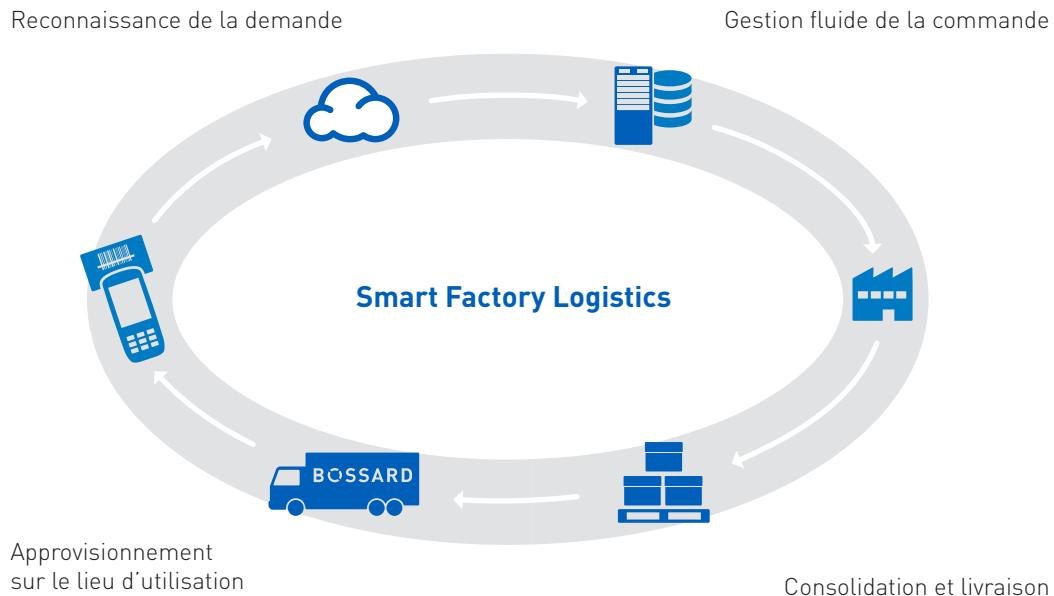 Reconnaissance de la demande
Gestion fluide de la commande
Smart Factory Logistics
BOSSARD
Approvisionnement
sur le lieu d'utilisation
Consolidation et livraison